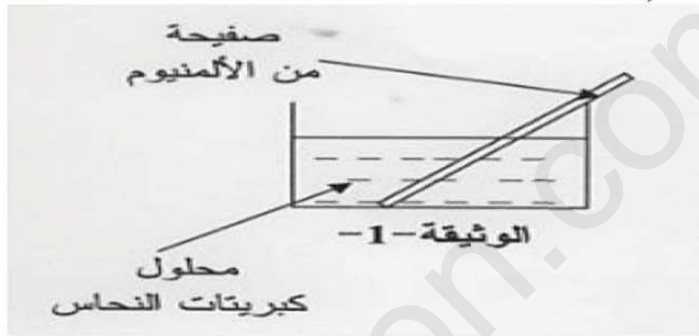 صفيحة
من الألمنيوم
الوثيقة-1-
محلول
كبريتات النحاس